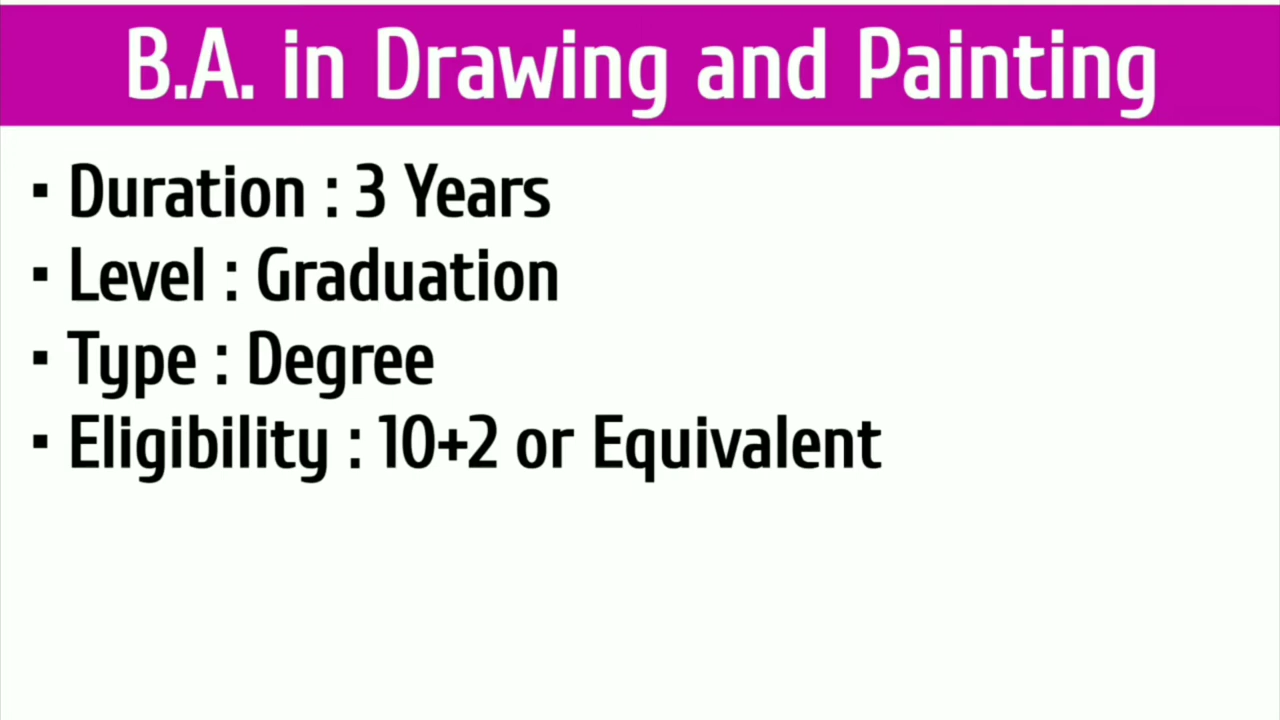 B.A. in Drawing and Painting
▪ Duration : 3 Years
▪ Level : Graduation
▪ Type : Degree
▪ Eligibility : 10+2 or Equivalent